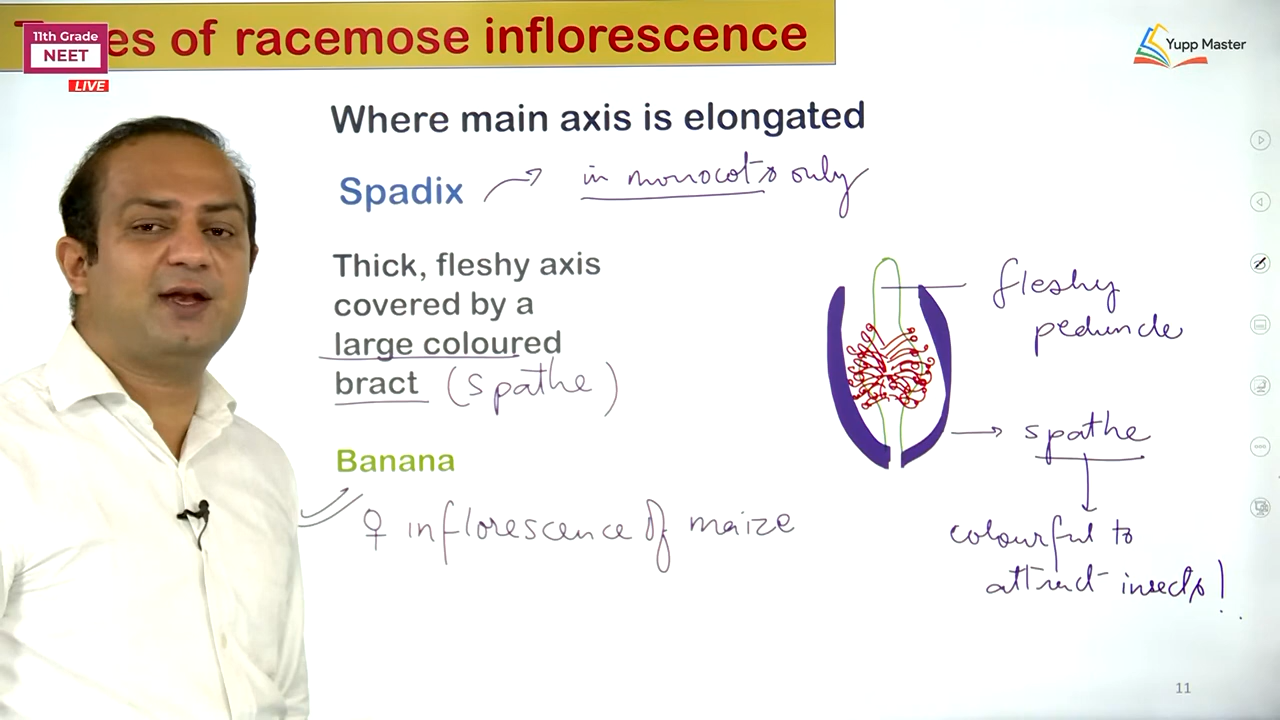 11th Grade
NEET
LIVE
es of racemose inflorescence
Yupp Master
Where main axis is elongated
Spadix
in monocots only
Thick, fleshy axis
covered by a
large coloured
bract (spathe)
fleshy
peduncle
spathe
Banana
♀ inflorescence of maize
colourful to
attract insects!
11